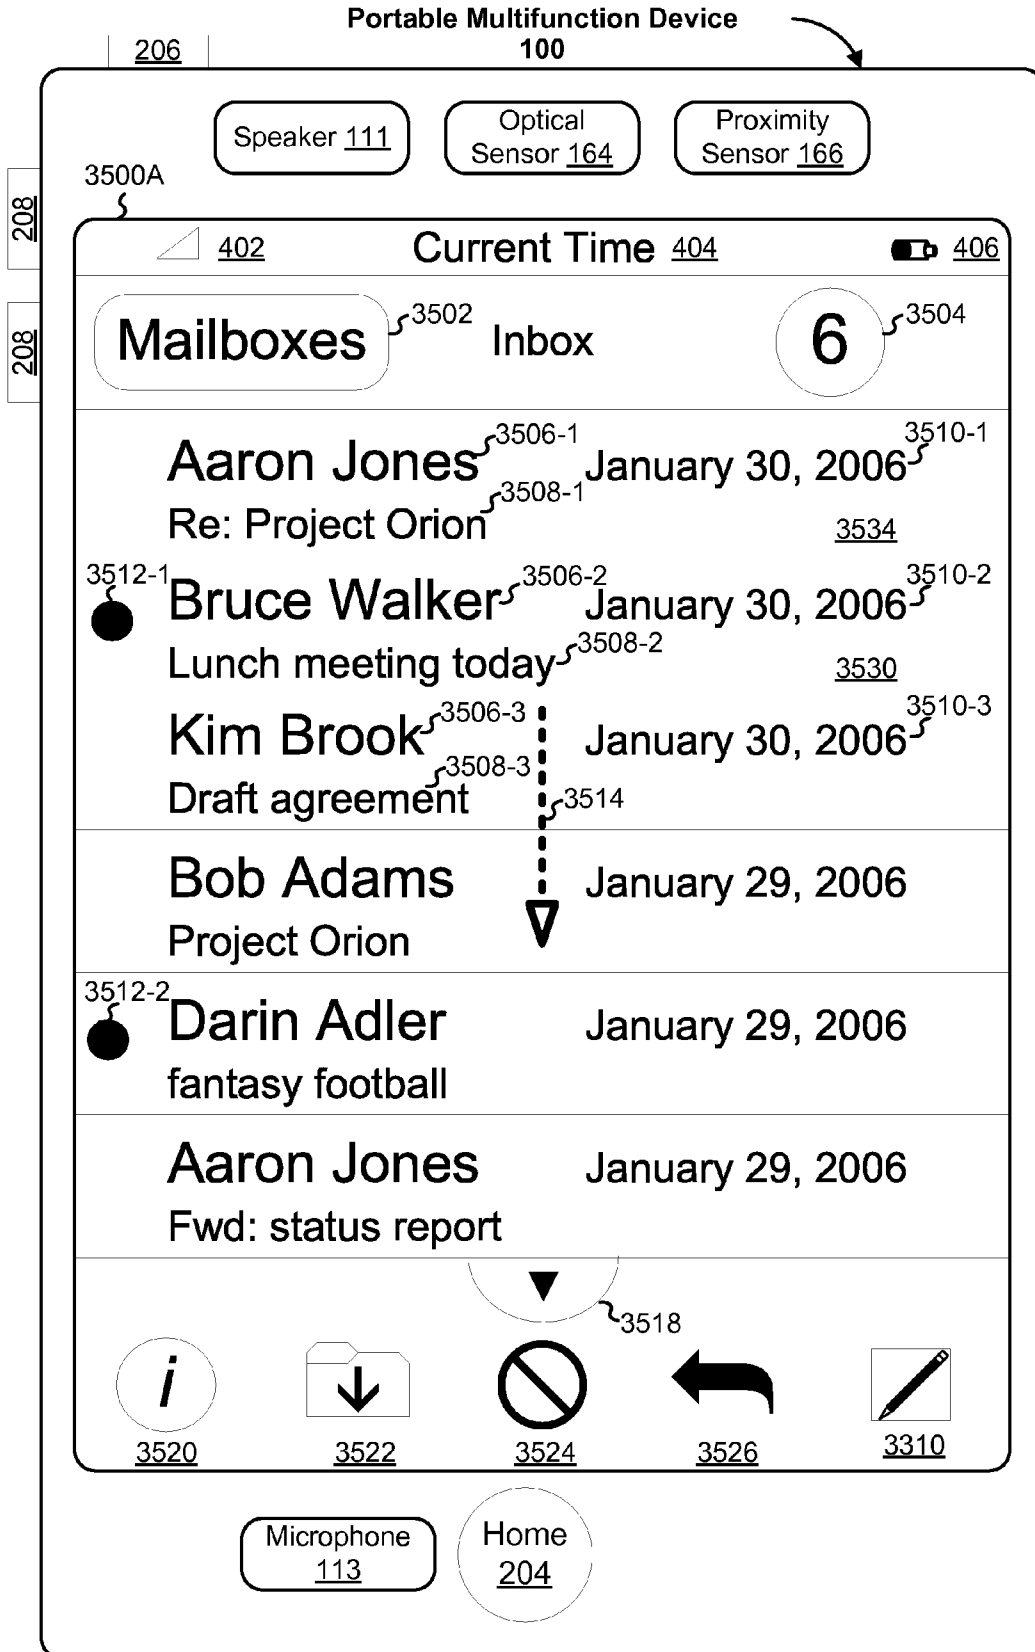 Portable Multifunction Device
100
206
Speaker 111
Optical
Sensor 164
Proximity
Sensor 166
3500A
208
208
402
Current Time 404
406
Mailboxes
3502
Inbox
6
3504
Aaron Jones
3506-1
January 30, 2006
3510-1
Re: Project Orion
3508-1
3534
3512-1
Bruce Walker
3506-2
January 30, 2006
3510-2
Lunch meeting today
3508-2
3530
Kim Brook
3506-3
January 30, 2006
3510-3
Draft agreement
3508-3
3514
Bob Adams
January 29, 2006
Project Orion
3512-2
Darin Adler
January 29, 2006
fantasy football
Aaron Jones
January 29, 2006
Fwd: status report
3518
i
3520
3522
3524
3526
3310
Microphone
113
Home
204